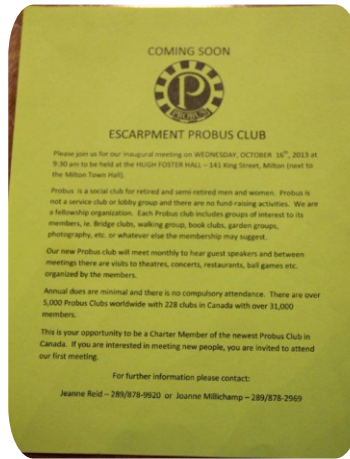 COMING SOON
P
PROBUS
ESCARPMENT PROBUS CLUB
Please join us for our inaugural meeting on WEDNESDAY, OCTOBER 16TH, 2013 at
9:30 am to be held at the HUGH FOSTER HALL – 141 King Street, Milton (next to
the Milton Town Hall).
Probus is a social club for retired and semi-retired men and women. Probus is
not a service club or lobby group and there are no fund-raising activities. We are
a fellowship organization. Each Probus club includes groups of interest to its
members, ie. Bridge clubs, walking group, book clubs, garden groups,
photography, etc. or whatever else the membership may suggest.
Our new Probus club will meet monthly to hear guest speakers and between
meetings there are visits to theatres, concerts, restaurants, ball games etc.
organized by the members.
Annual dues are minimal and there is no compulsory attendance. There are over
5,000 Probus Clubs worldwide with 228 clubs in Canada with over 31,000
members.
This is your opportunity to be a Charter Member of the newest Probus Club in
Canada. If you are interested in meeting new people, you are invited to attend
our first meeting.
For further information please contact:
Jeanne Reid – 289/878-9920 or Joanne Millichamp – 289/878-2969